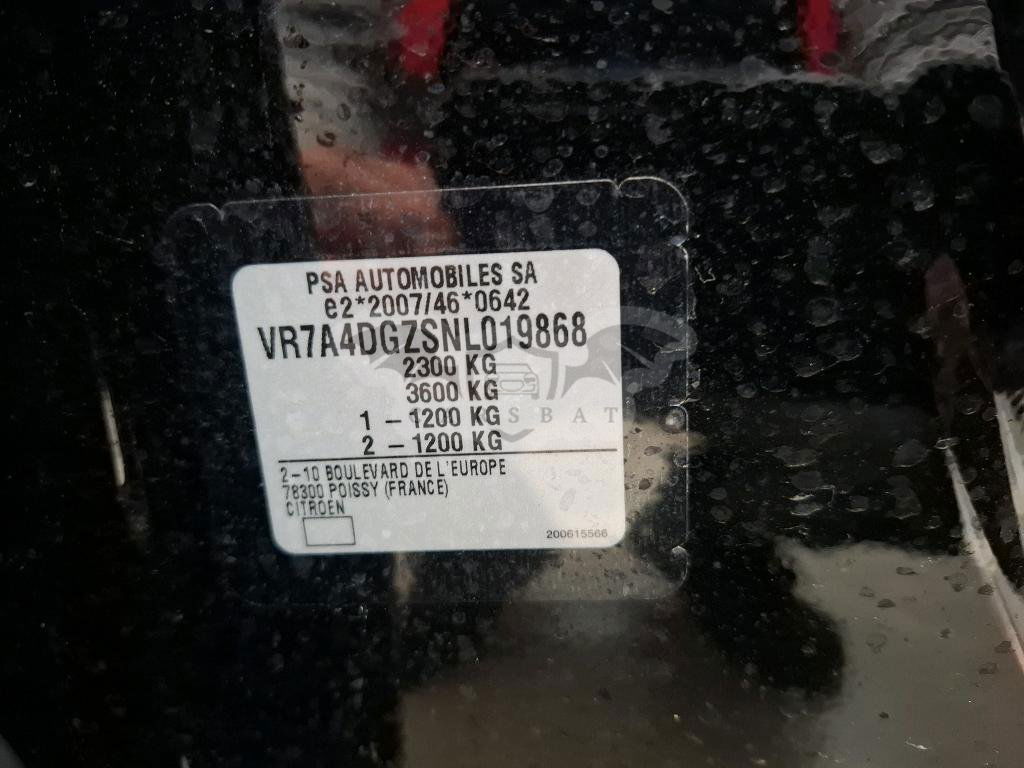 PSA AUTOMOBILES SA
e2*2007/46*0642
VR7A4DGZSNL019868
2300 KG
3600 KG
1 - 1200 KG
2 - 1200 KG
2-10 BOULEVARD DE L'EUROPE
78300 POISSY (FRANCE)
CITROEN
200615566